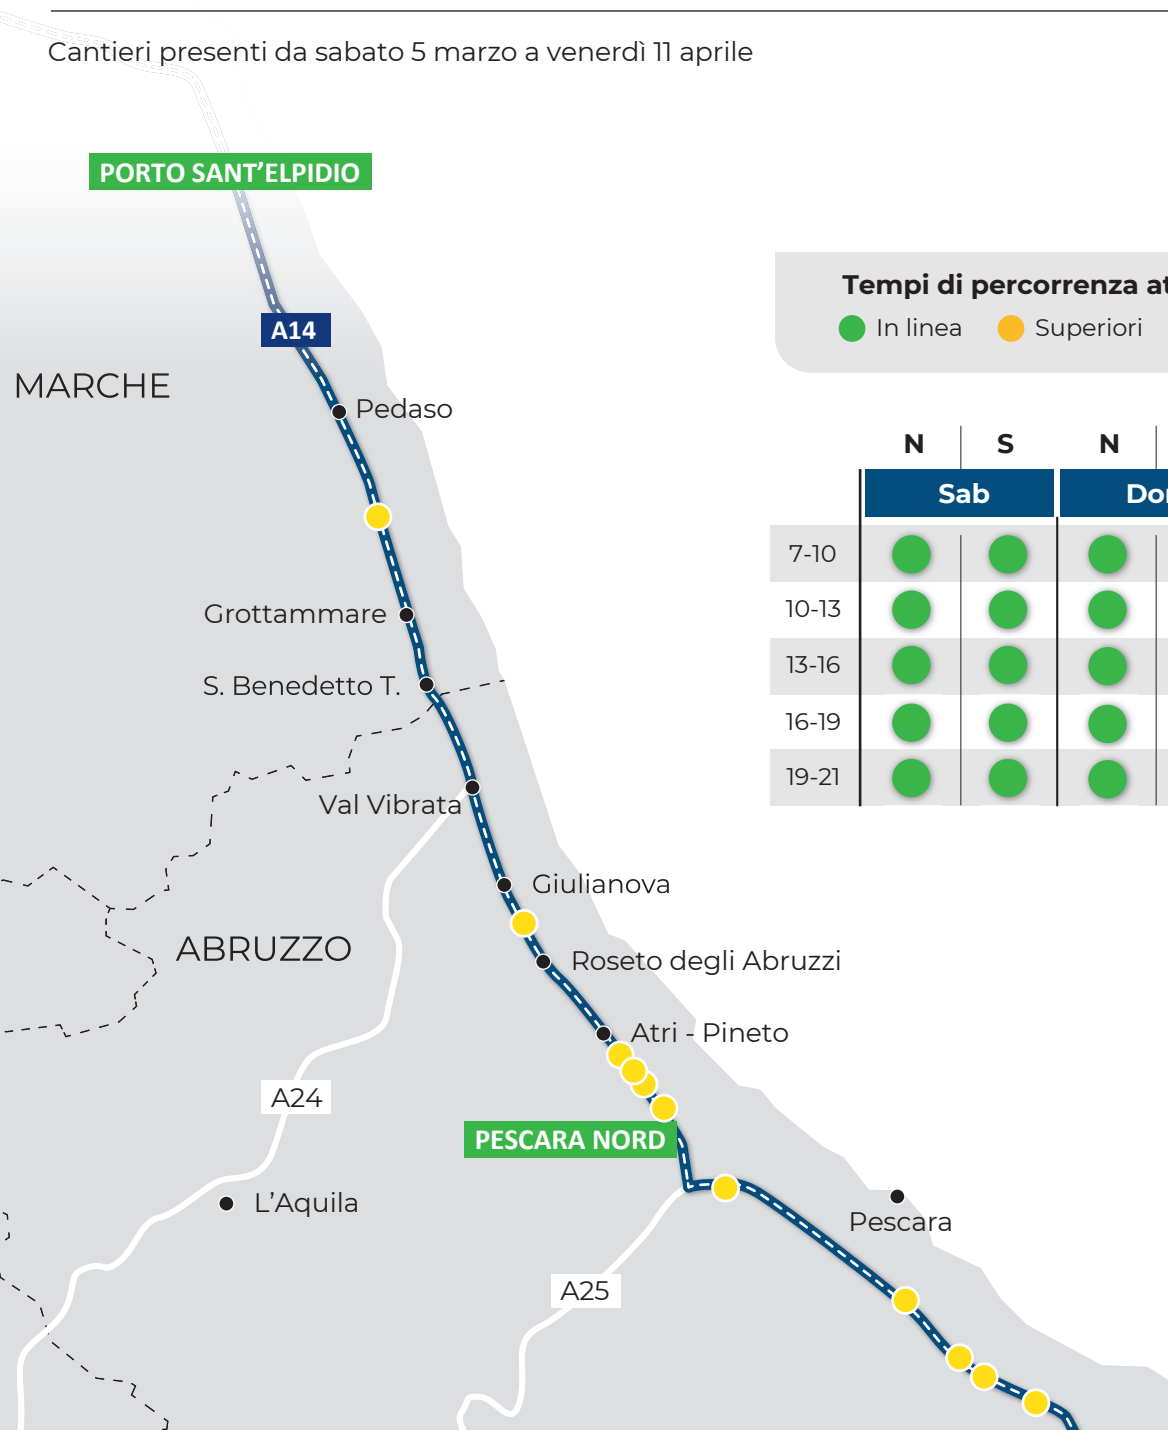 Cantieri presenti da sabato 5 marzo a venerdì 11 aprile
PORTO SANT'ELPIDIO
A14
MARCHE
Pedaso
Grottammare
S. Benedetto T.
Val Vibrata
Giulianova
ABRUZZO
Roseto degli Abruzzi
Atri - Pineto
A24
PESCARA NORD
L'Aquila
Pescara
A25
Tempi di percorrenza
In linea
Superiori
N S N
Sab
7-10
10-13
13-16
16-19
19-21